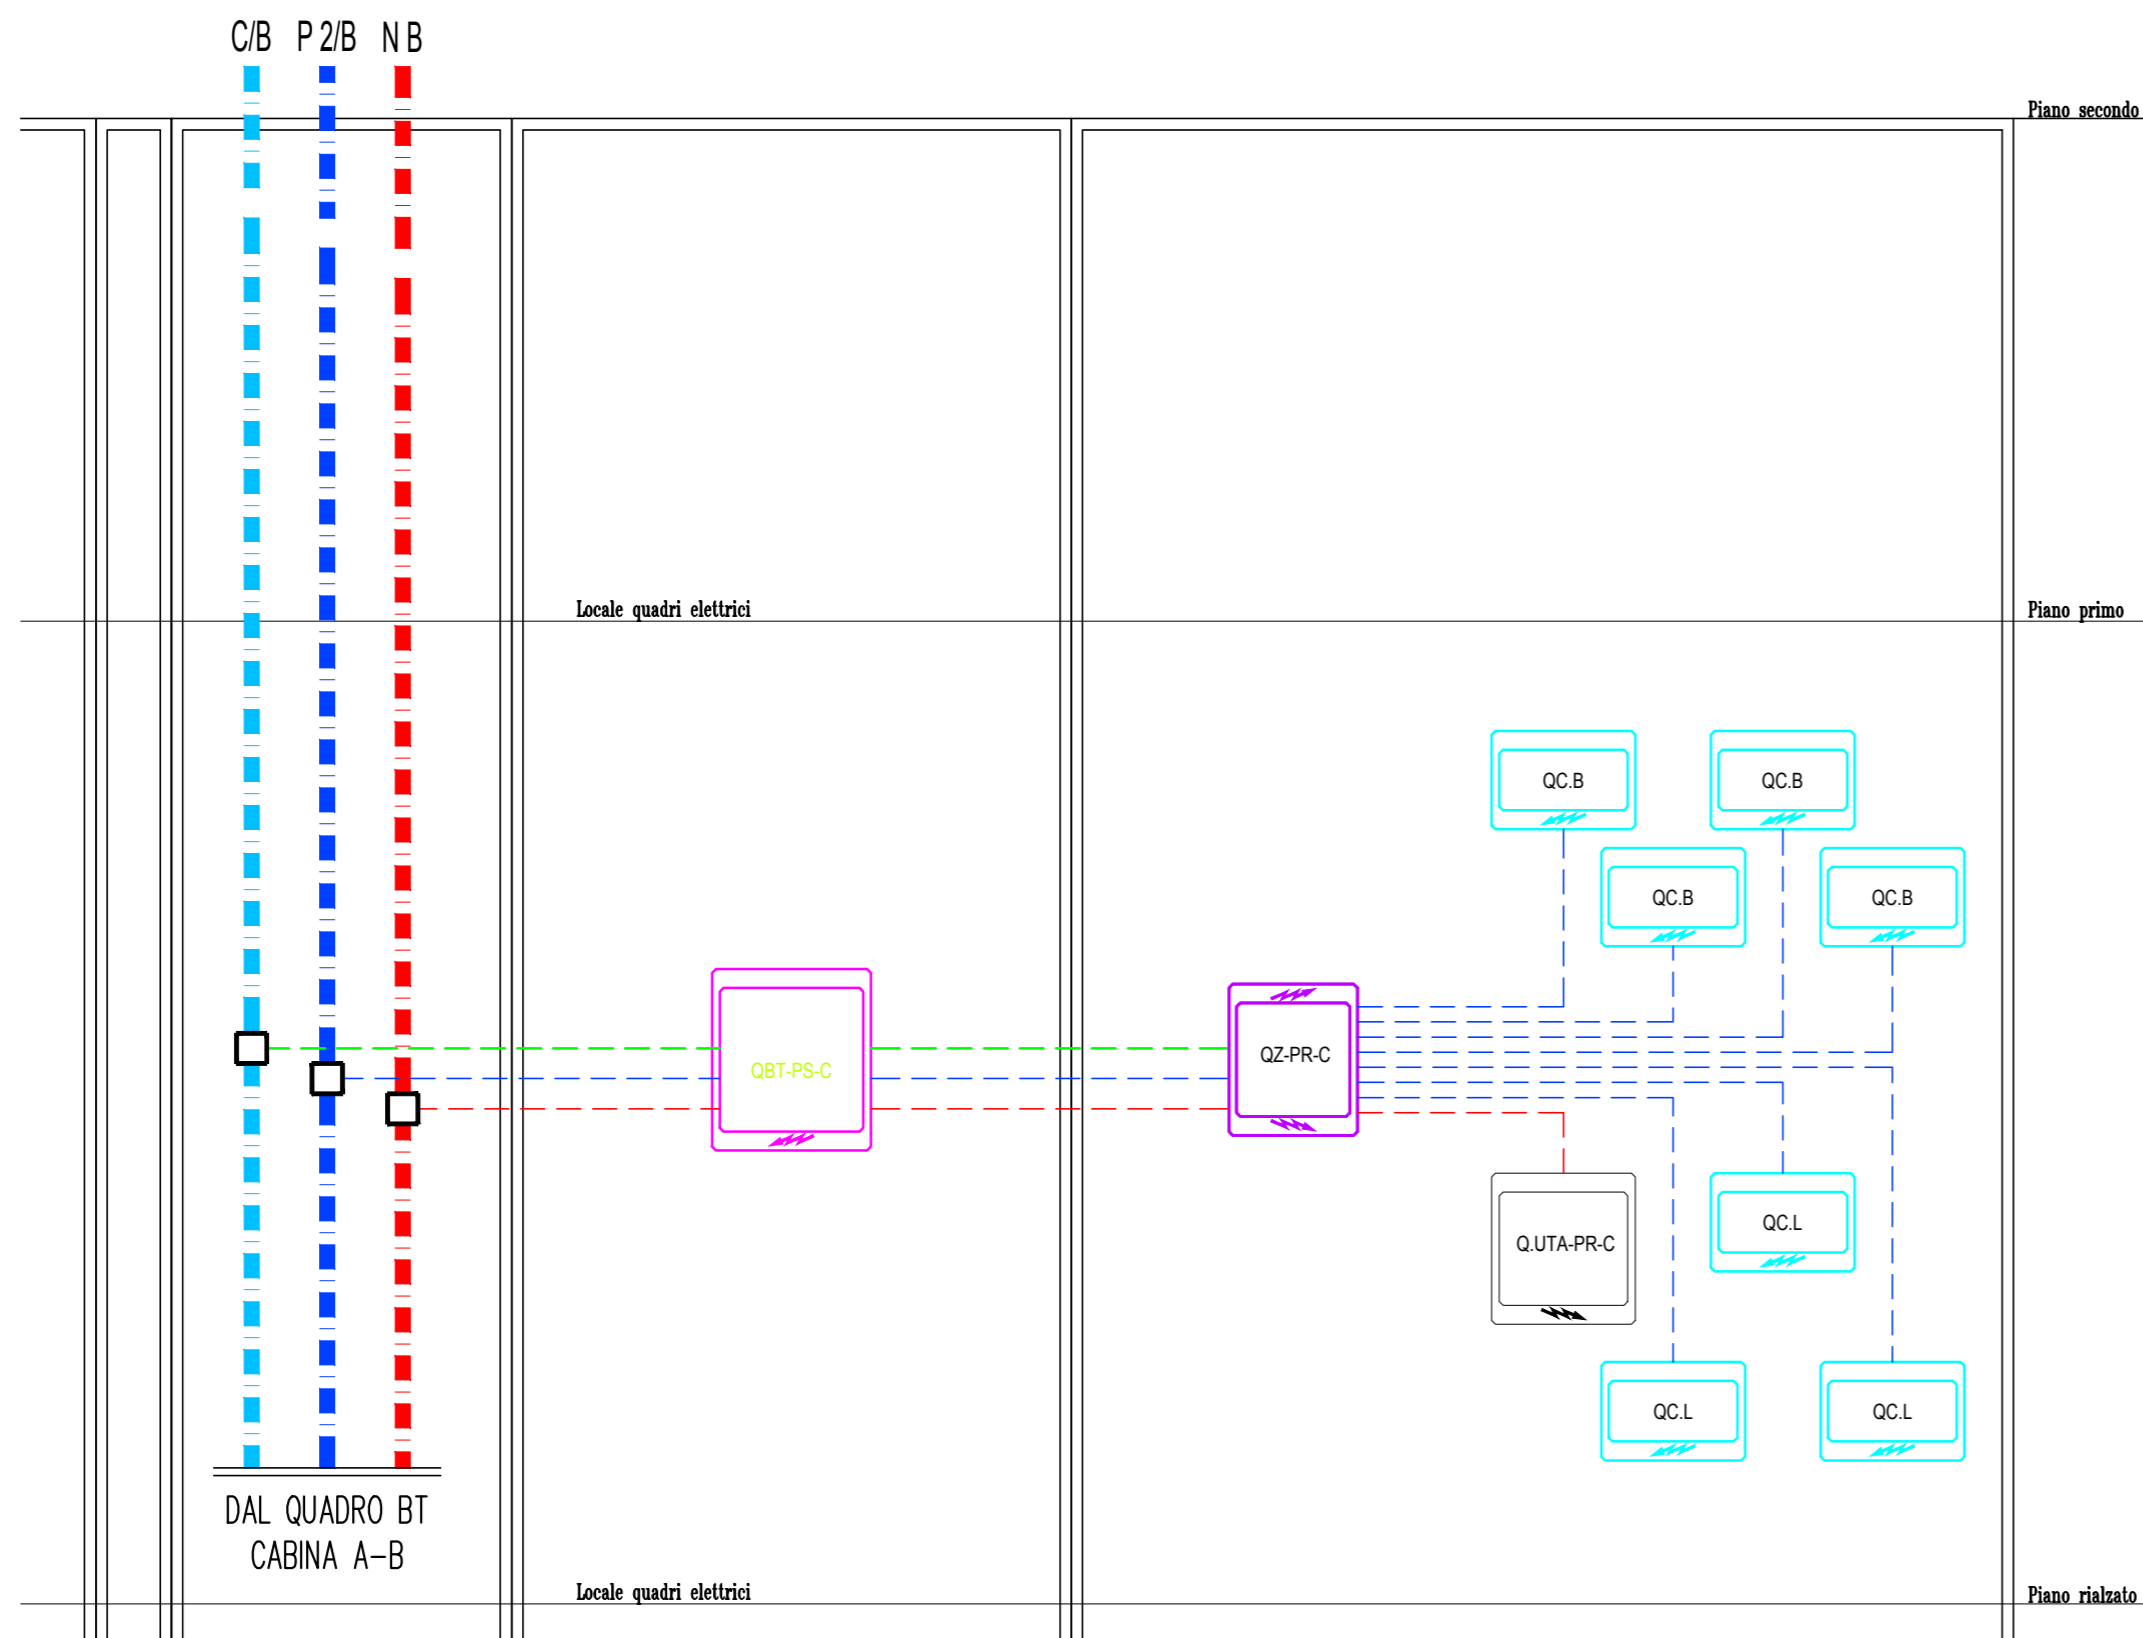 C/B P 2/B N B
Piano secondo
Locale quadri elettrici
Piano primo
QC.B
QC.B
QC.B
QC.B
QBT-PS-C
QZ-PR-C
Q.UTA-PR-C
QC.L
QC.L
QC.L
DAL QUADRO BT
CABINA A-B
Locale quadri elettrici
Piano rialzato